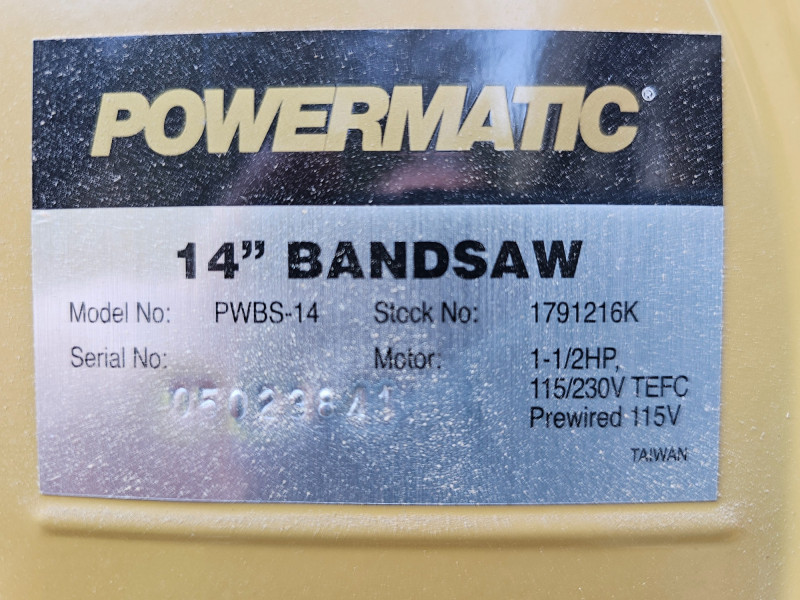 POWERMATIC®
14” BANDSAW
Model No: PWBS-14 Stock No: 1791216K
Serial No: Motor: 1-1/2HP,
05023841 115/230V TEFC
Prewired 115V
TAIWAN